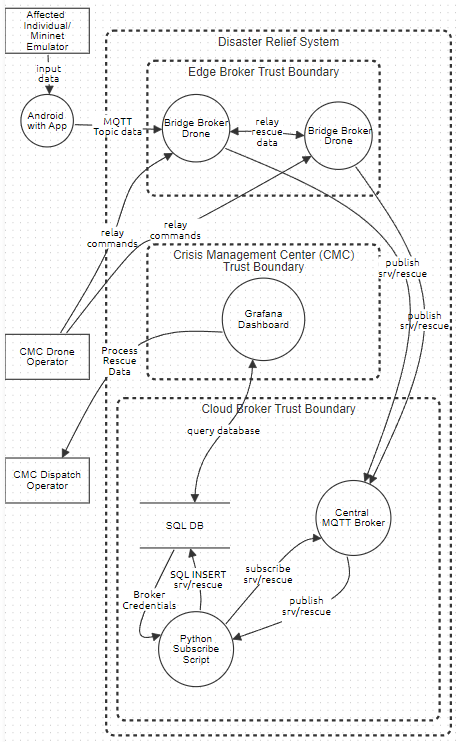 Affected
Individual/
Mininet
Emulator
Disaster Relief System
input
data
Edge Broker Trust Boundary
Android
with App
MQTT
Topic data
Bridge Broker
Drone
relay
rescue
data
Bridge Broker
Drone
relay
commands
relay
commands
Crisis Management Center (CMC)
Trust Boundary
publish
srv/rescue
publish
srv/rescue
Grafana
Dashboard
CMC Drone
Operator
Process
Rescue
Data
Cloud Broker Trust Boundary
query database
CMC Dispatch
Operator
SQL DB
Central
MQTT Broker
SQL INSERT
srv/rescue
subscribe
srv/rescue
Broker
Credentials
publish
srv/rescue
Python
Subscribe
Script